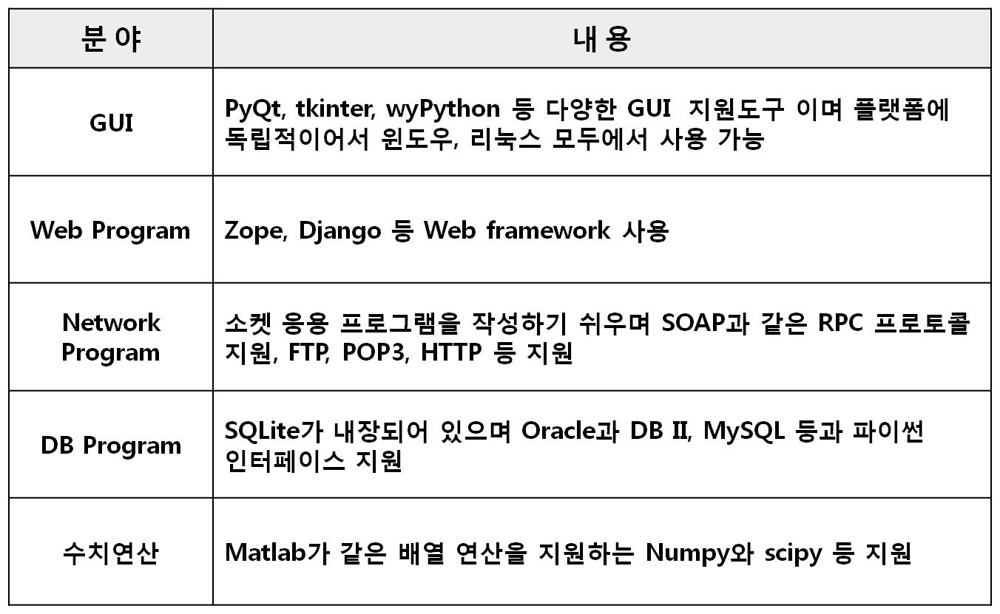 분 야
내 용
GUI
PyQt, tkinter, wyPython 등 다양한 GUI 지원도구 이며 플랫폼에
독립적이어서 윈도우, 리눅스 모두에서 사용 가능
Web Program
Zope, Django 등 Web framework 사용
Network
Program
소켓 응용 프로그램을 작성하기 쉬우며 SOAP과 같은 RPC 프로토콜
지원, FTP, POP3, HTTP 등 지원
DB Program
SQLite가 내장되어 있으며 Oracle과 DB II, MySQL 등과 파이썬
인터페이스 지원
수치연산
Matlab가 같은 배열 연산을 지원하는 Numpy와 scipy 등 지원